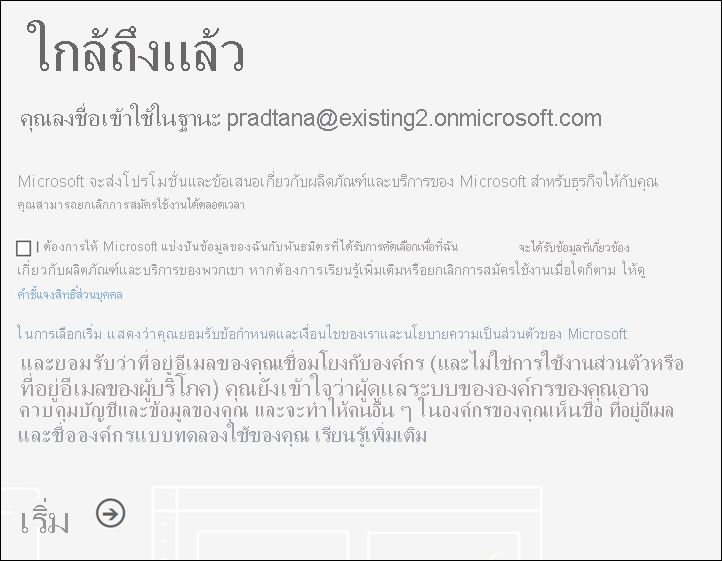 ใกล้ถึงแล้ว
คุณลงชื่อเข้าใช้ในฐานะ pradtana@existing2.onmicrosoft.com
Microsoft จะส่งโปรโมชั่นและข้อเสนอเกี่ยวกับผลิตภัณฑ์และบริการของ Microsoft สำหรับธุรกิจให้กับคุณ
คุณสามารถยกเลิกการสมัครใช้งานได้ตลอดเวลา
I ต้องการให้ Microsoft แบ่งปันข้อมูลของฉันกับพันธมิตรที่ได้รับการคัดเลือกเพื่อที่ฉัน จะได้รับข้อมูลที่เกี่ยวข้อง
เกี่ยวกับผลิตภัณฑ์และบริการของพวกเขา หากต้องการเรียนรู้เพิ่มเติมหรือยกเลิกการสมัครใช้งานเมื่อใดก็ตาม ให้ดู
คำชี้แจงสิทธิ์ส่วนบุคคล
ในการเลือกเริ่ม แสดงว่าคุณยอมรับข้อกำหนดและเงื่อนไขของเราและนโยบายความเป็นส่วนตัวของ Microsoft
และยอมรับว่าที่อยู่อีเมลของคุณเชื่อมโยงกับองค์กร (และไม่ใช่การใช้งานส่วนตัวหรือ
ที่อยู่อีเมลของผู้บริโภค) คุณยังเข้าใจว่าผู้ดูแลระบบขององค์กรของคุณอาจ
ควบคุมบัญชีและข้อมูลของคุณ และจะทำให้คนอื่น ๆ ในองค์กรของคุณเห็นชื่อ ที่อยู่อีเมล
และชื่อองค์กรแบบทดลองใช้ของคุณ เรียนรู้เพิ่มเติม
เริ่ม